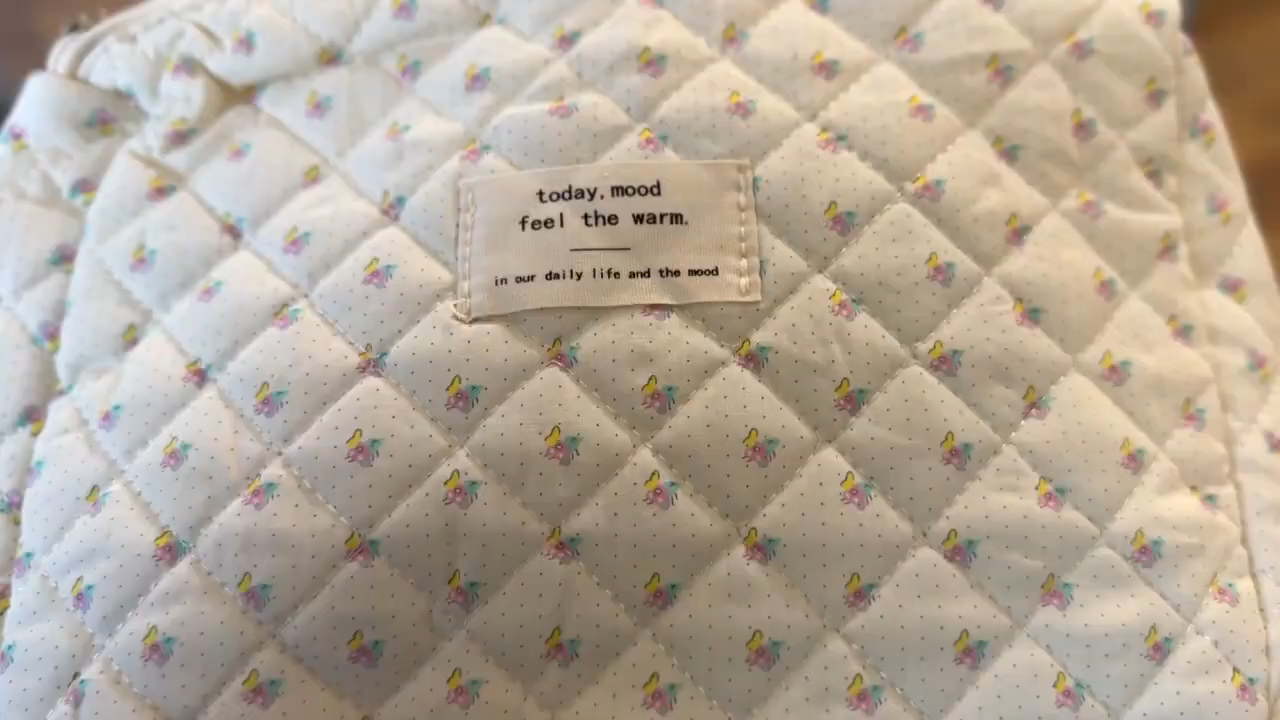 today, mood
feel the warm.
in our daily life and the mood